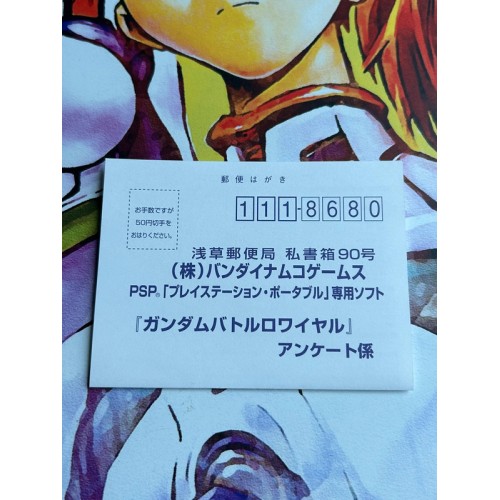 郵便はがき
お手数ですが
50円切手を
おはりください。
111-8680
浅草郵便局 私書箱90号
(株)バンダイナムコゲームス
PSP®「プレイステーション・ポータブル」専用ソフト
『ガンダムバトルロワイヤル』
アンケート係